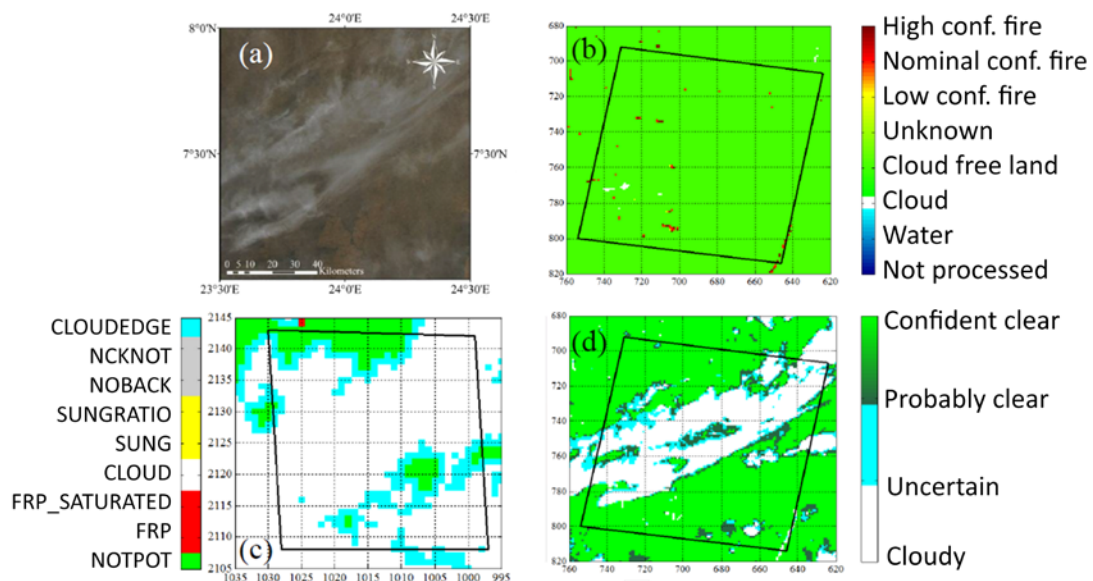 24°0'E 24°30'E
8°0'N
(a)
7°30'N 7°30'N
0 5 10 20 30 40
Kilometers
23°30'E 24°0'E 24°30'E
(b)
700
720
740
760
780
800
820
760 740 720 700 680 660 640 620
High conf. fire
Nominal conf. fire
Low conf. fire
Unknown
Cloud free land
Cloud
Water
Not processed
CLOUDEDGE
NCKNOT
NOBACK
SUNGRATIO
SUNG
CLOUD
FRP_SATURATED
FRP
NOTPOT
2145
2140
2135
2130
2125
2120
2115
2110
2105
(c)
1035 1030 1025 1020 1015 1010 1005 1000 995
(d)
700
720
740
760
780
800
820
760 740 720 700 680 660 640 620
Confident clear
Probably clear
Uncertain
Cloudy